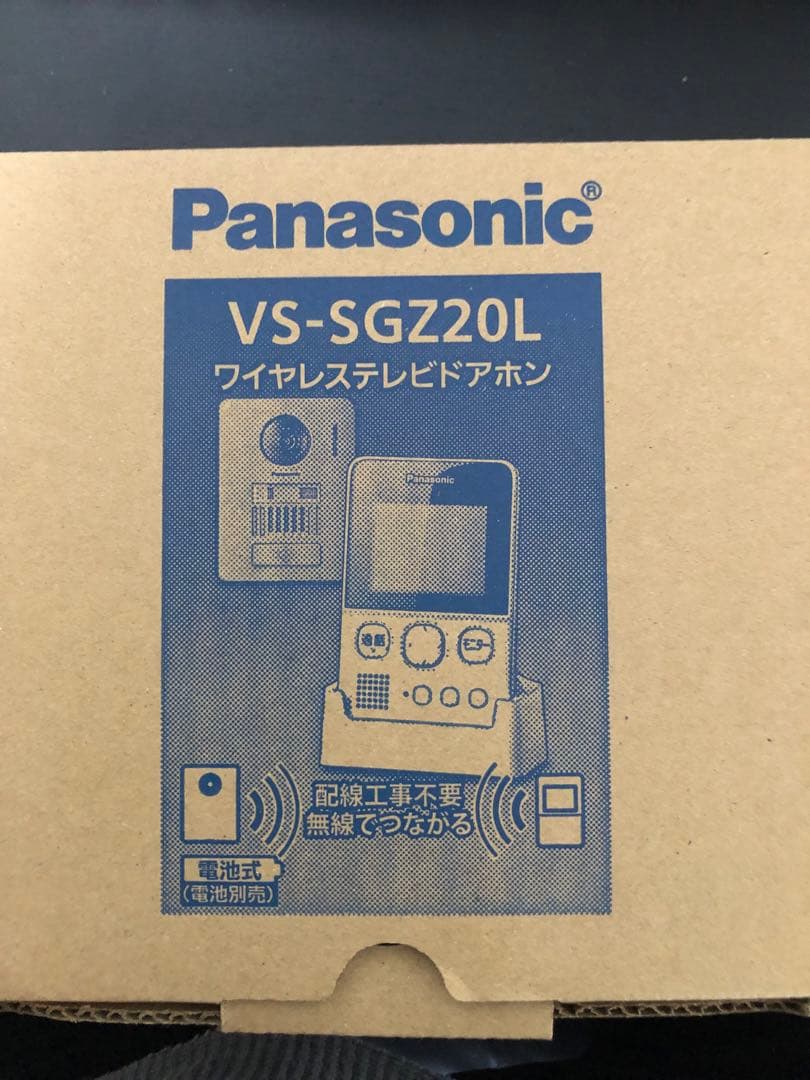 Panasonic®
VS-SGZ20L
ワイヤレステレビドアホン
Panasonic
通話
モニター
配線工事不要
無線でつながる
電池式
(電池別売)